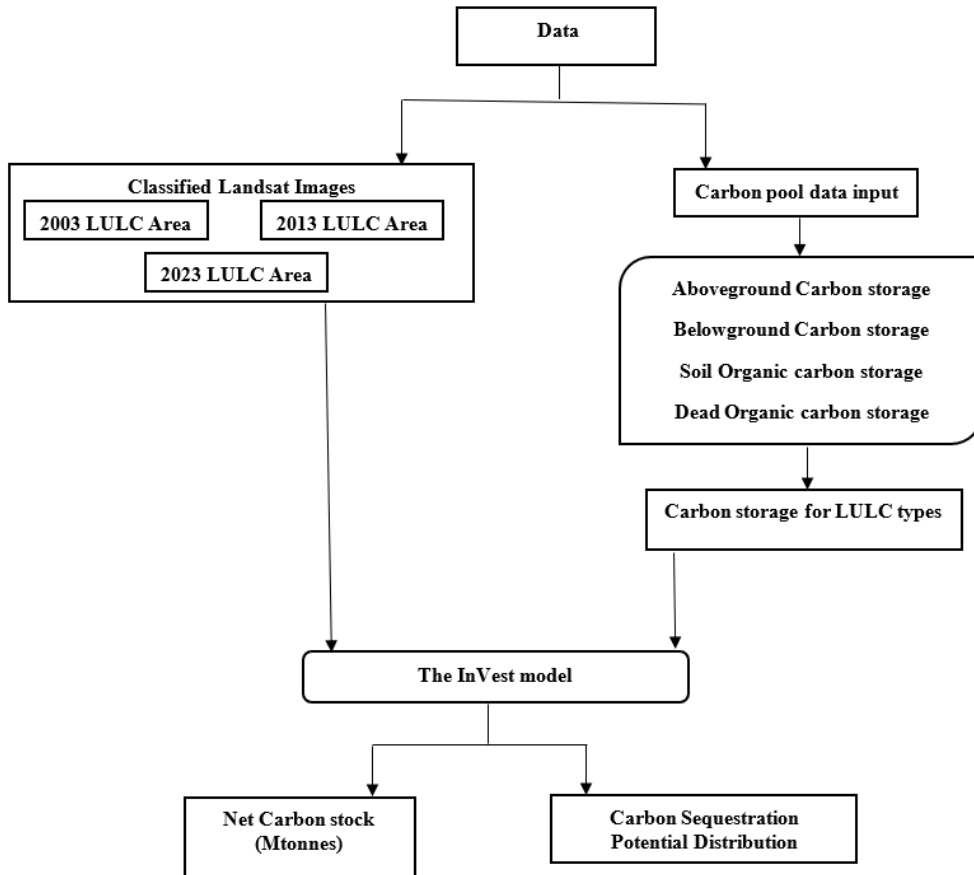 Data
Classified Landsat Images
2003 LULC Area
2013 LULC Area
2023 LULC Area
Carbon pool data input
Aboveground Carbon storage
Belowground Carbon storage
Soil Organic carbon storage
Dead Organic carbon storage
Carbon storage for LULC types
The InVest model
Net Carbon stock
(Mtonnes)
Carbon Sequestration
Potential Distribution